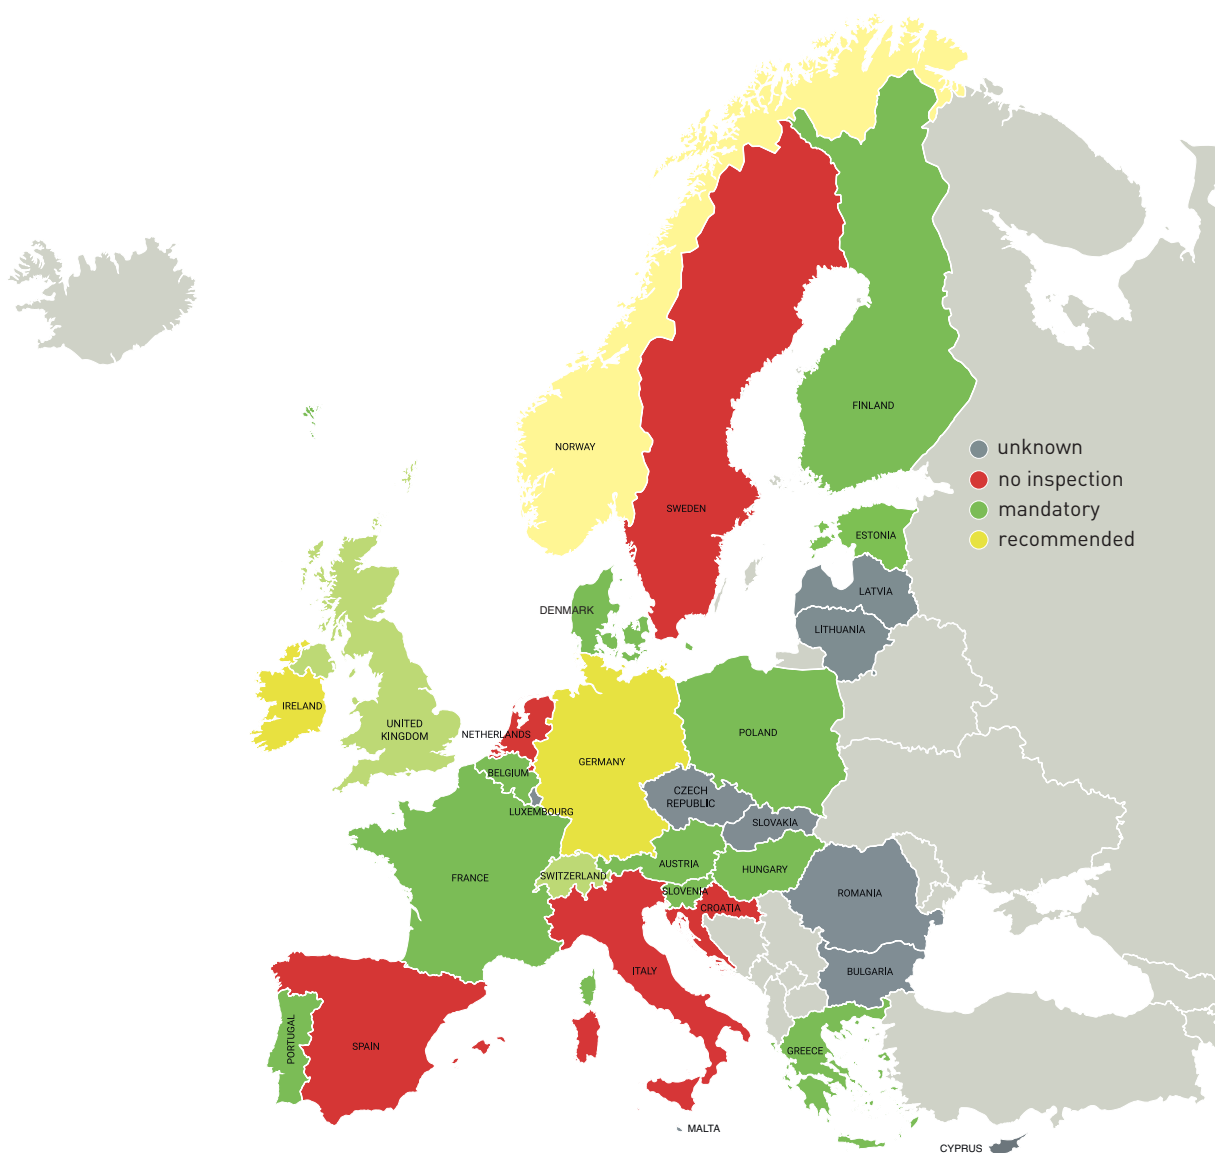 FINLAND
NORWAY
unknown
no inspection
mandatory
recommended
SWEDEN
ESTONIA
LATVIA
DENMARK
LITHUANIA
IRELAND
UNITED
KINGDOM
NETHERLANDS
POLAND
GERMANY
BELGIUM
CZECH
REPUBLIC
LUXEMBOURG
SLOVAKIA
AUSTRIA
HUNGARY
SWITZERLAND
FRANCE
SLOVENIA
ROMANIA
CROATIA
ITALY
BULGARIA
PORTUGAL
SPAIN
GREECE
MALTA
CYPRUS